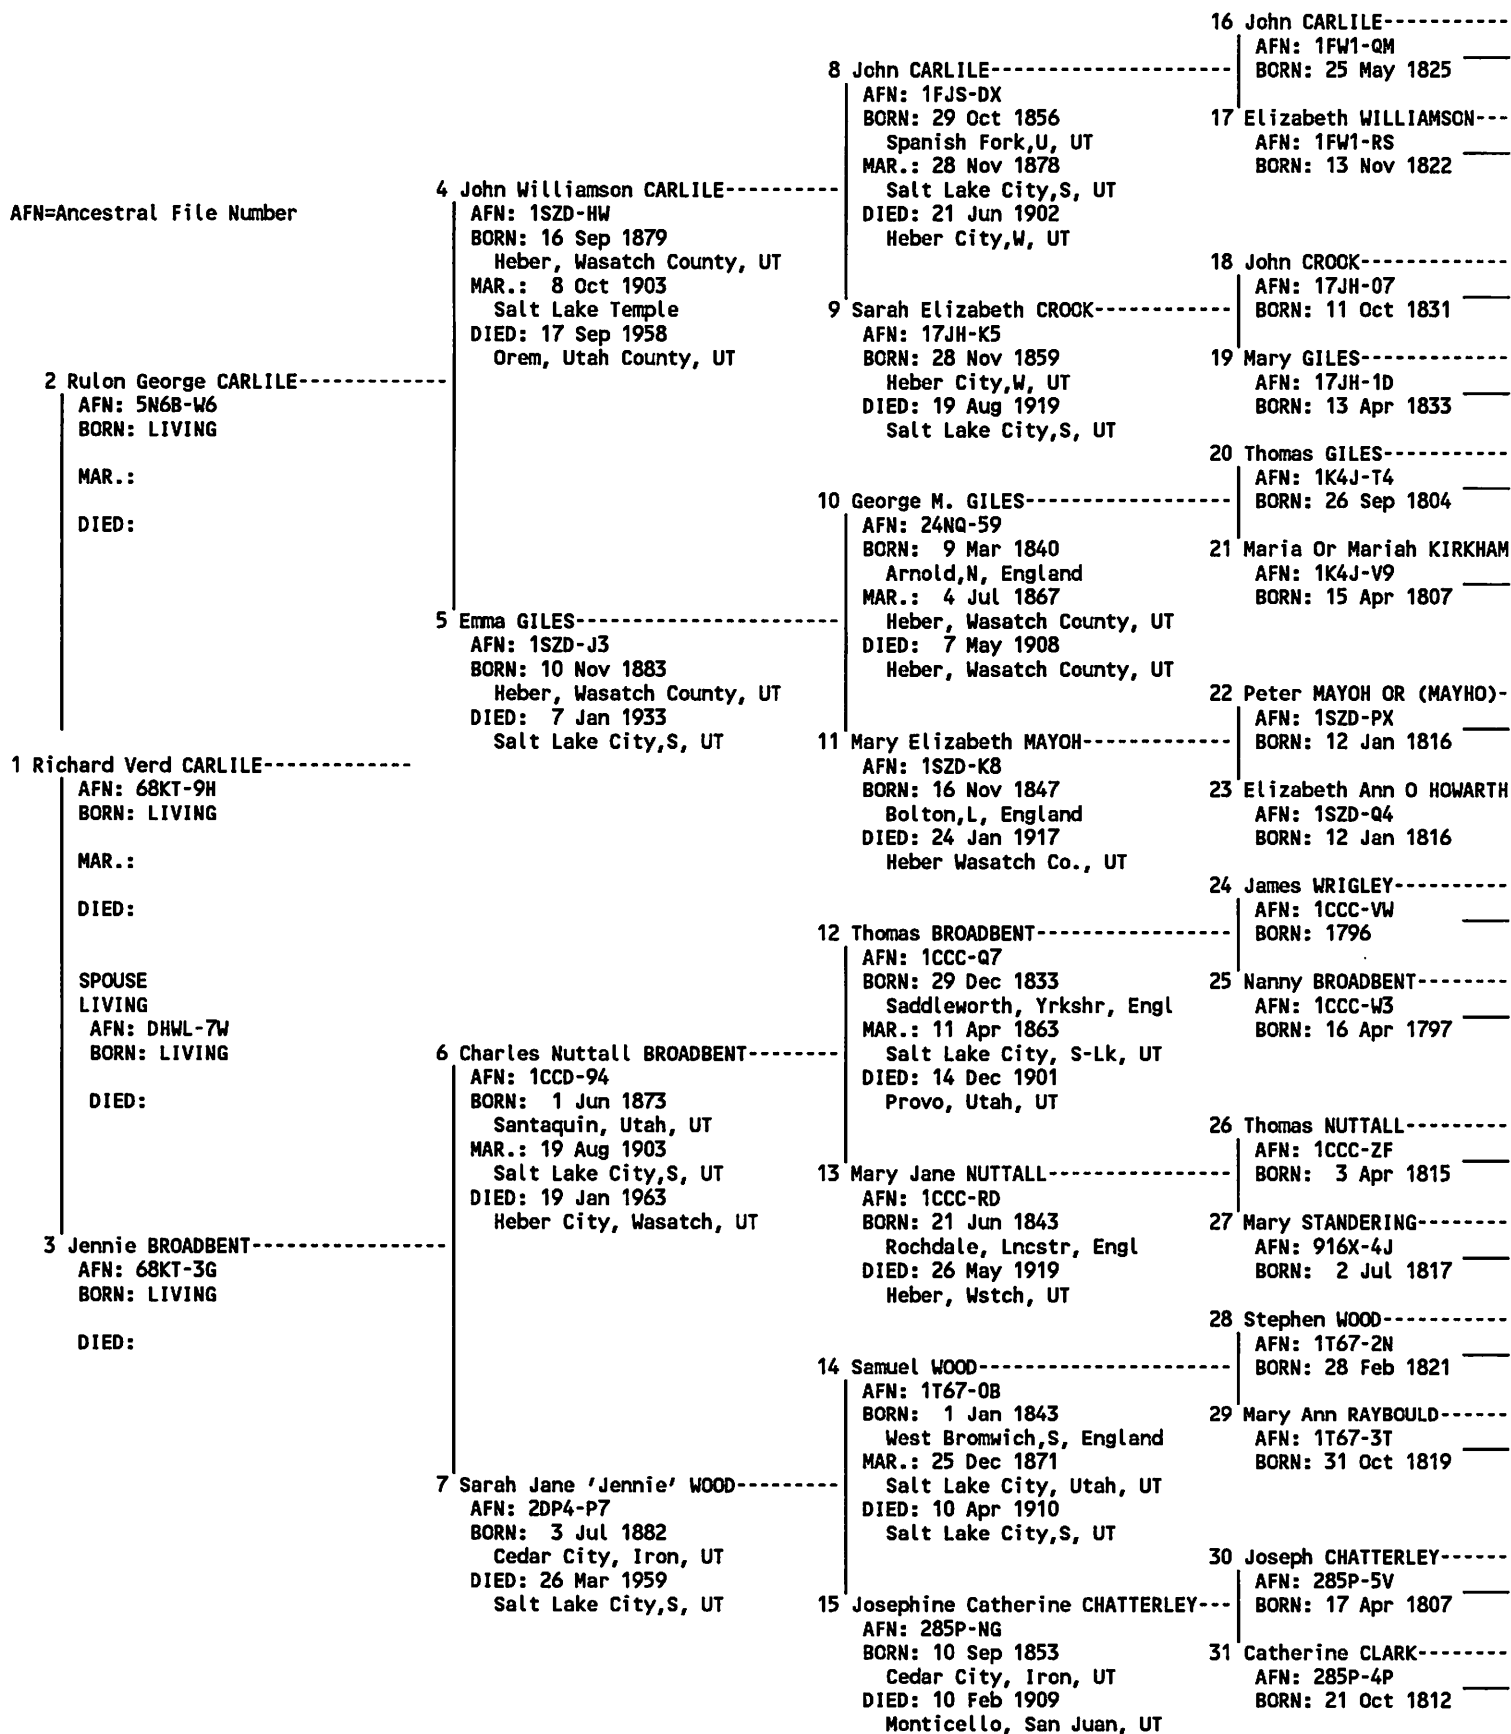 AFN=Ancestral File Number
1 Richard Verd CARLILE-------------
AFN: 68KT-9H
BORN: LIVING
MAR.:
DIED:
SPOUSE
LIVING
AFN: DHWL-7W
BORN: LIVING
DIED:
2 Rulon George CARLILE-------------
AFN: 5N6B-W6
BORN: LIVING
MAR.:
DIED:
3 Jennie BROADBENT-----------------
AFN: 68KT-3G
BORN: LIVING
DIED:
4 John Williamson CARLILE----------
AFN: 1SZD-HW
BORN: 16 Sep 1879
Heber, Wasatch County, UT
MAR.: 8 Oct 1903
Salt Lake Temple
DIED: 17 Sep 1958
Orem, Utah County, UT
5 Emma GILES-----------------------
AFN: 1SZD-J3
BORN: 10 Nov 1883
Heber, Wasatch County, UT
DIED: 7 Jan 1933
Salt Lake City,S, UT
6 Charles Nuttall BROADBENT--------
AFN: 1CCD-94
BORN: 1 Jun 1873
Santaquin, Utah, UT
MAR.: 19 Aug 1903
Salt Lake City,S, UT
DIED: 19 Jan 1963
Heber City, Wasatch, UT
7 Sarah Jane 'Jennie' WOOD---------
AFN: 2DP4-P7
BORN: 3 Jul 1882
Cedar City, Iron, UT
DIED: 26 Mar 1959
Salt Lake City,S, UT
8 John CARLILE---------------------
AFN: 1FJS-DX
BORN: 29 Oct 1856
Spanish Fork,U, UT
MAR.: 28 Nov 1878
Salt Lake City,S, UT
DIED: 21 Jun 1902
Heber City,W, UT
9 Sarah Elizabeth CROOK------------
AFN: 17JH-K5
BORN: 28 Nov 1859
Heber City,W, UT
DIED: 19 Aug 1919
Salt Lake City,S, UT
10 George M. GILES------------------
AFN: 24NQ-59
BORN: 9 Mar 1840
Arnold,N, England
MAR.: 4 Jul 1867
Heber, Wasatch County, UT
DIED: 7 May 1908
Heber, Wasatch County, UT
11 Mary Elizabeth MAYOH-------------
AFN: 1SZD-K8
BORN: 16 Nov 1847
Bolton,L, England
DIED: 24 Jan 1917
Heber Wasatch Co., UT
12 Thomas BROADBENT-----------------
AFN: 1CCC-Q7
BORN: 29 Dec 1833
Saddleworth, Yrkshr, Engl
MAR.: 11 Apr 1863
Salt Lake City, S-Lk, UT
DIED: 14 Dec 1901
Provo, Utah, UT
13 Mary Jane NUTTALL----------------
AFN: 1CCC-RD
BORN: 21 Jun 1843
Rochdale, Lncstr, Engl
DIED: 26 May 1919
Heber, Wstch, UT
14 Samuel WOOD----------------------
AFN: 1T67-0B
BORN: 1 Jan 1843
West Bromwich,S, England
MAR.: 25 Dec 1871
Salt Lake City, Utah, UT
DIED: 10 Apr 1910
Salt Lake City,S, UT
15 Josephine Catherine CHATTERLEY---
AFN: 285P-NG
BORN: 10 Sep 1853
Cedar City, Iron, UT
DIED: 10 Feb 1909
Monticello, San Juan, UT
16 John CARLILE-----------
AFN: 1FW1-QM
BORN: 25 May 1825
17 Elizabeth WILLIAMSON---
AFN: 1FW1-RS
BORN: 13 Nov 1822
18 John CROOK-------------
AFN: 17JH-07
BORN: 11 Oct 1831
19 Mary GILES-------------
AFN: 17JH-1D
BORN: 13 Apr 1833
20 Thomas GILES-----------
AFN: 1K4J-T4
BORN: 26 Sep 1804
21 Maria Or Mariah KIRKHAM
AFN: 1K4J-V9
BORN: 15 Apr 1807
22 Peter MAYOH OR (MAYHO)-
AFN: 1SZD-PX
BORN: 12 Jan 1816
23 Elizabeth Ann O HOWARTH
AFN: 1SZD-Q4
BORN: 12 Jan 1816
24 James WRIGLEY----------
AFN: 1CCC-VW
BORN: 1796
25 Nanny BROADBENT--------
AFN: 1CCC-W3
BORN: 16 Apr 1797
26 Thomas NUTTALL---------
AFN: 1CCC-ZF
BORN: 3 Apr 1815
27 Mary STANDERING--------
AFN: 916X-4J
BORN: 2 Jul 1817
28 Stephen WOOD-----------
AFN: 1T67-2N
BORN: 28 Feb 1821
29 Mary Ann RAYBOULD------
AFN: 1T67-3T
BORN: 31 Oct 1819
30 Joseph CHATTERLEY------
AFN: 285P-5V
BORN: 17 Apr 1807
31 Catherine CLARK--------
AFN: 285P-4P
BORN: 21 Oct 1812